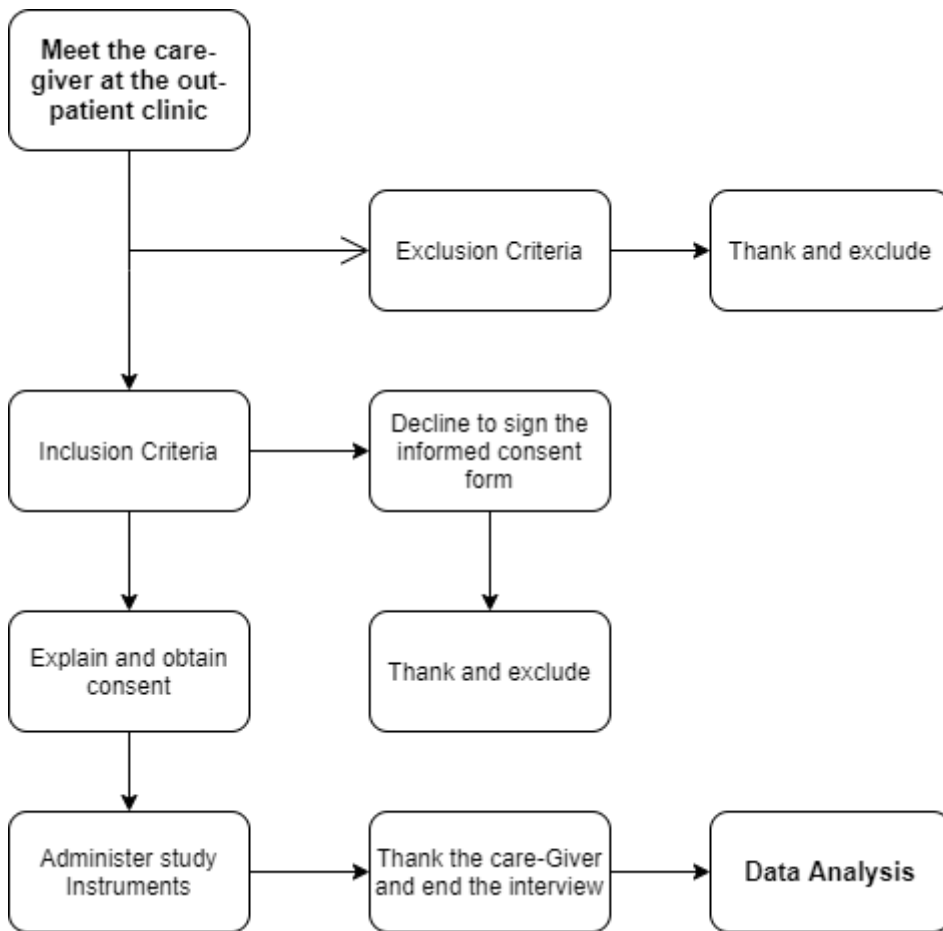 Meet the care-
giver at the out-
patient clinic
Exclusion Criteria
Thank and exclude
Inclusion Criteria
Decline to sign the
informed consent
form
Explain and obtain
consent
Thank and exclude
Administer study
Instruments
Thank the care-Giver
and end the interview
Data Analysis